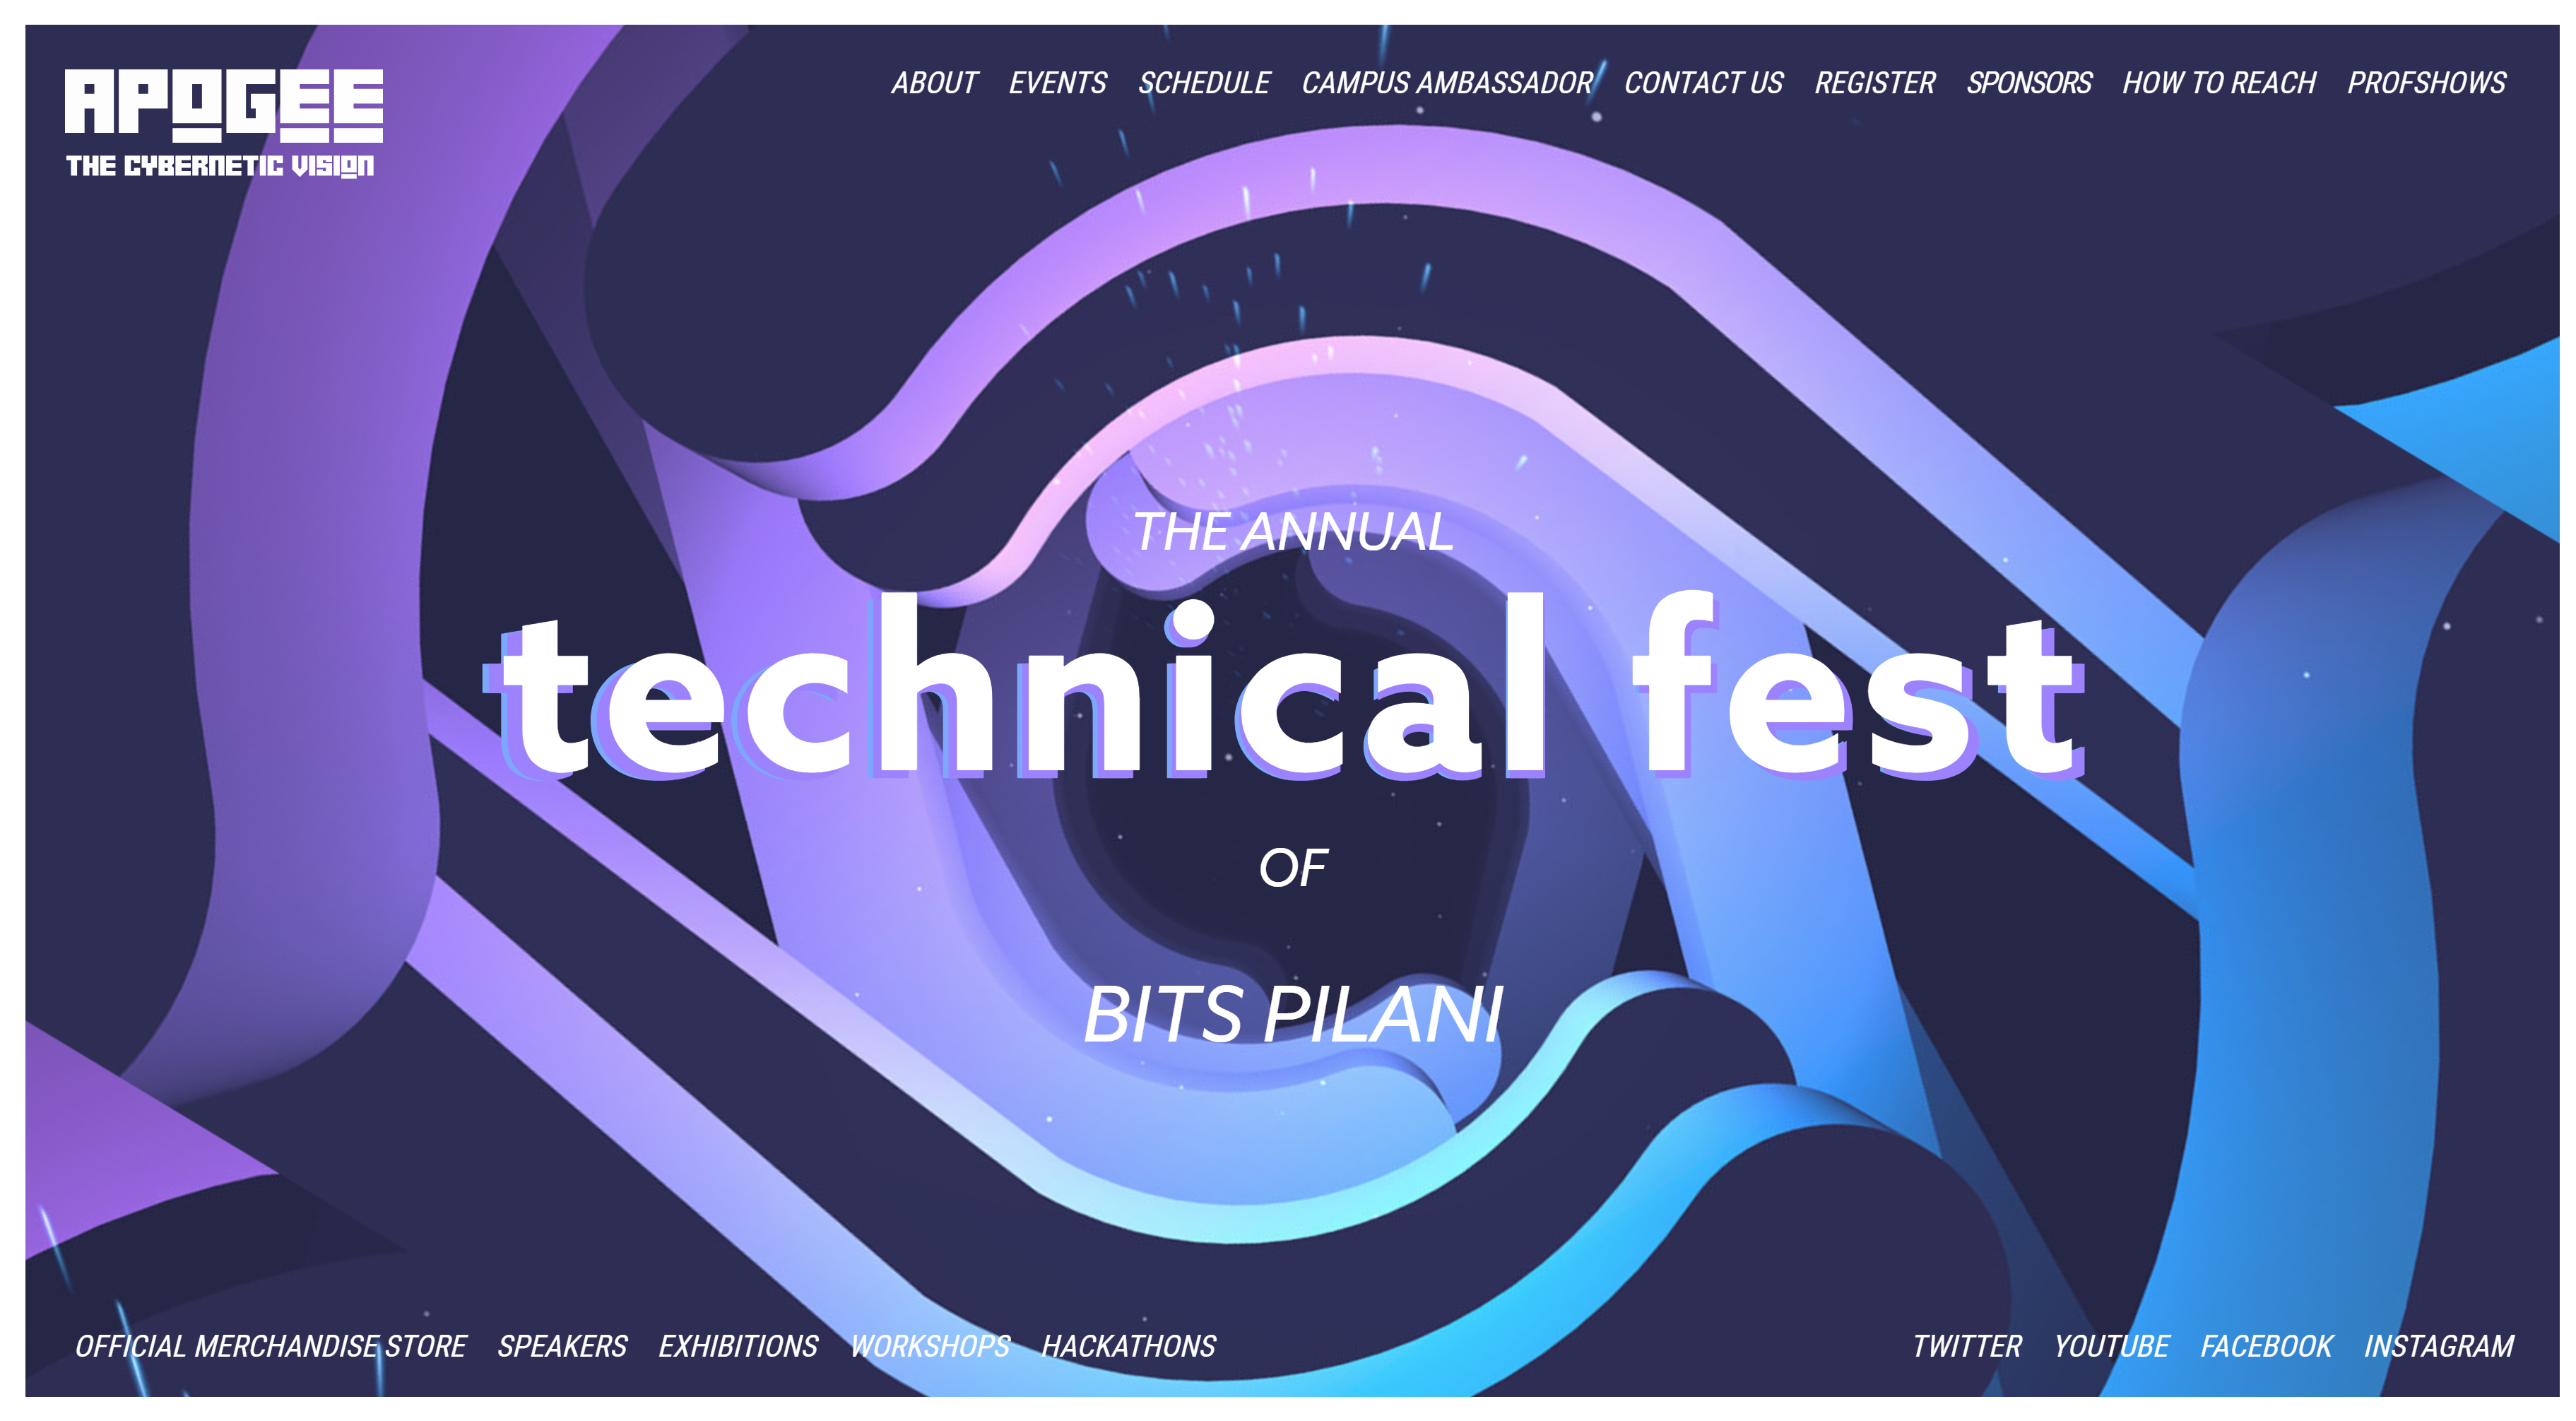 APOGEE
THE CYBERNETIC VISION
ABOUT EVENTS SCHEDULE CAMPUS AMBASSADOR CONTACT US REGISTER SPONSORS HOW TO REACH PROFSHOWS
THE ANNUAL
technical fest
OF
BITS PILANI
OFFICIAL MERCHANDISE STORE SPEAKERS EXHIBITIONS WORKSHOPS HACKATHONS
TWITTER YOUTUBE FACEBOOK INSTAGRAM